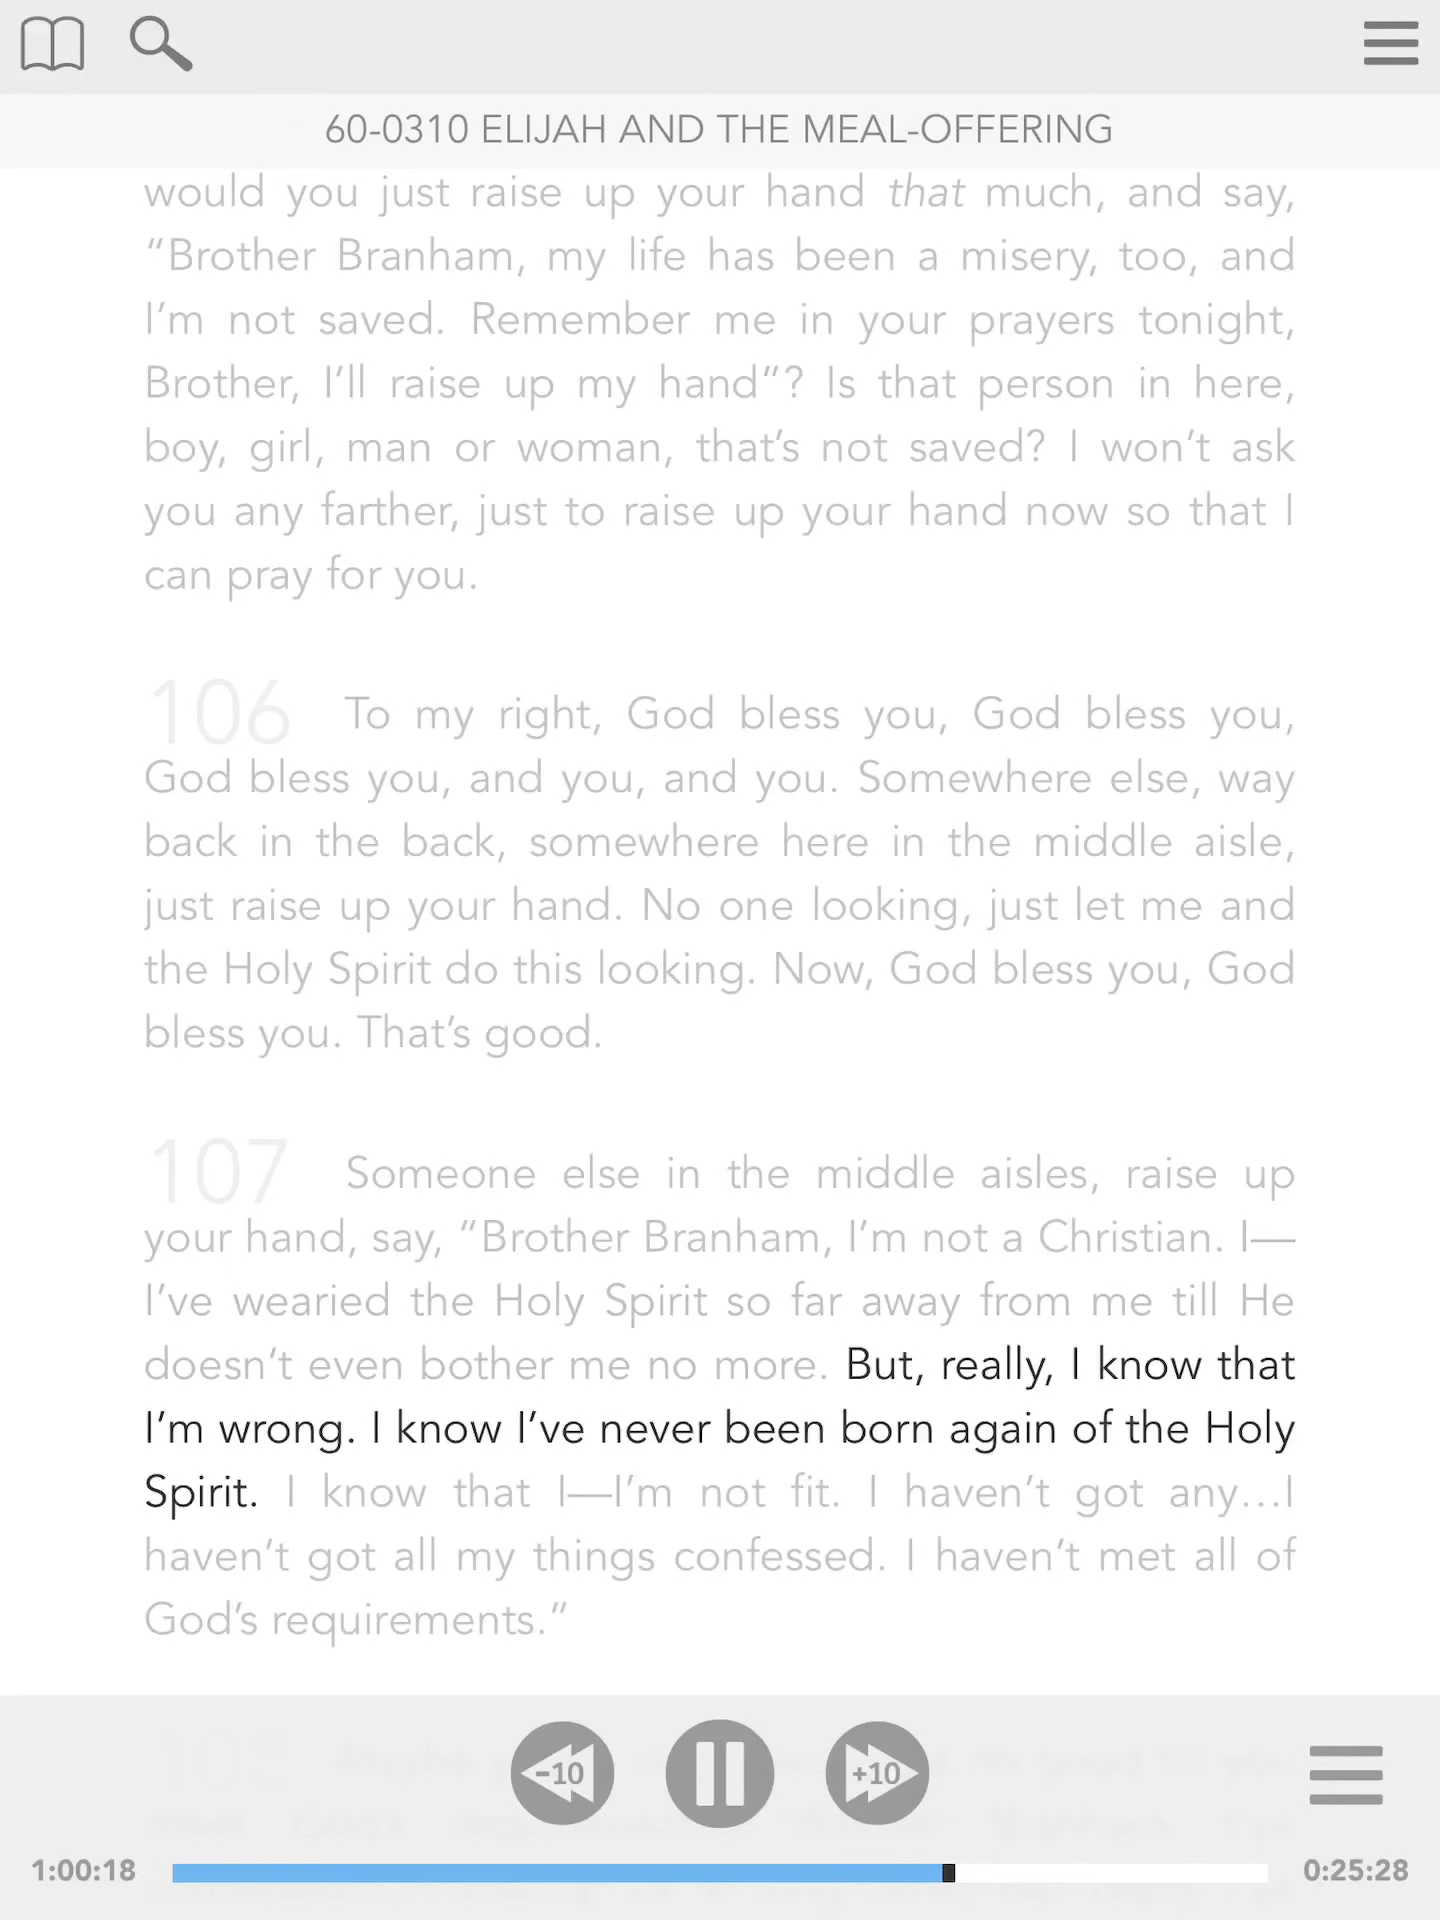 60-0310 ELIJAH AND THE MEAL-OFFERING
would you just raise up your hand that much, and say,
“Brother Branham, my life has been a misery, too, and
I’m not saved. Remember me in your prayers tonight,
Brother, I’ll raise up my hand”? Is that person in here,
boy, girl, man or woman, that’s not saved? I won’t ask
you any farther, just to raise up your hand now so that I
can pray for you.
106 To my right, God bless you, God bless you,
God bless you, and you, and you. Somewhere else, way
back in the back, somewhere here in the middle aisle,
just raise up your hand. No one looking, just let me and
the Holy Spirit do this looking. Now, God bless you, God
bless you. That’s good.
107 Someone else in the middle aisles, raise up
your hand, say, “Brother Branham, I’m not a Christian. I—
I’ve wearied the Holy Spirit so far away from me till He
doesn’t even bother me no more. But, really, I know that
I’m wrong. I know I’ve never been born again of the Holy
Spirit. I know that I—I’m not fit. I haven’t got any…I
haven’t got all my things confessed. I haven’t met all of
God’s requirements.”
-10 +10
1:00:18 0:25:28